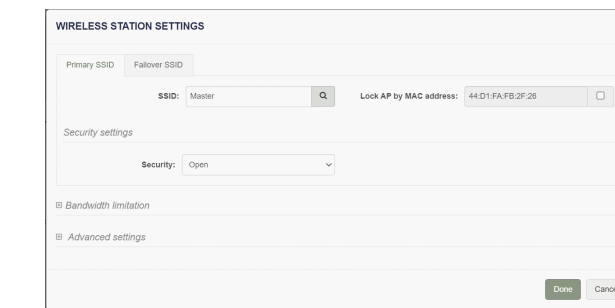 WIRELESS STATION SETTINGS
Primary SSID Failover SSID
SSID: Master Lock AP by MAC address: 44:D1:FA:FB:2F:26
Security settings
Security: Open
Bandwidth limitation
Advanced settings
Done Cance